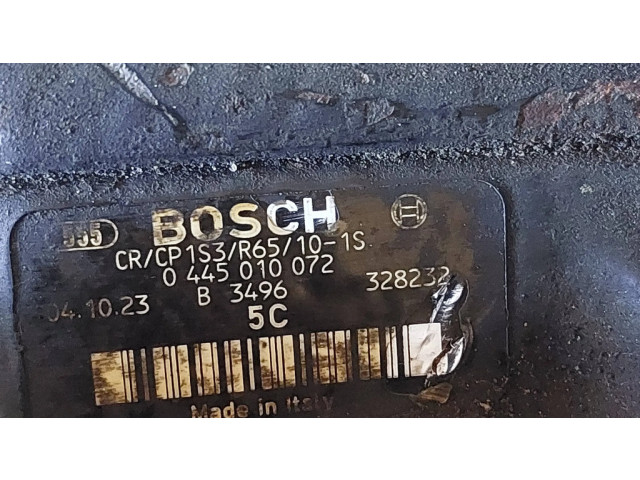 BOSCH
CR/CP1S3/R65/10-1S
0 445 010 072
04.10.23 B 3496 328232
5C
Made in Italy